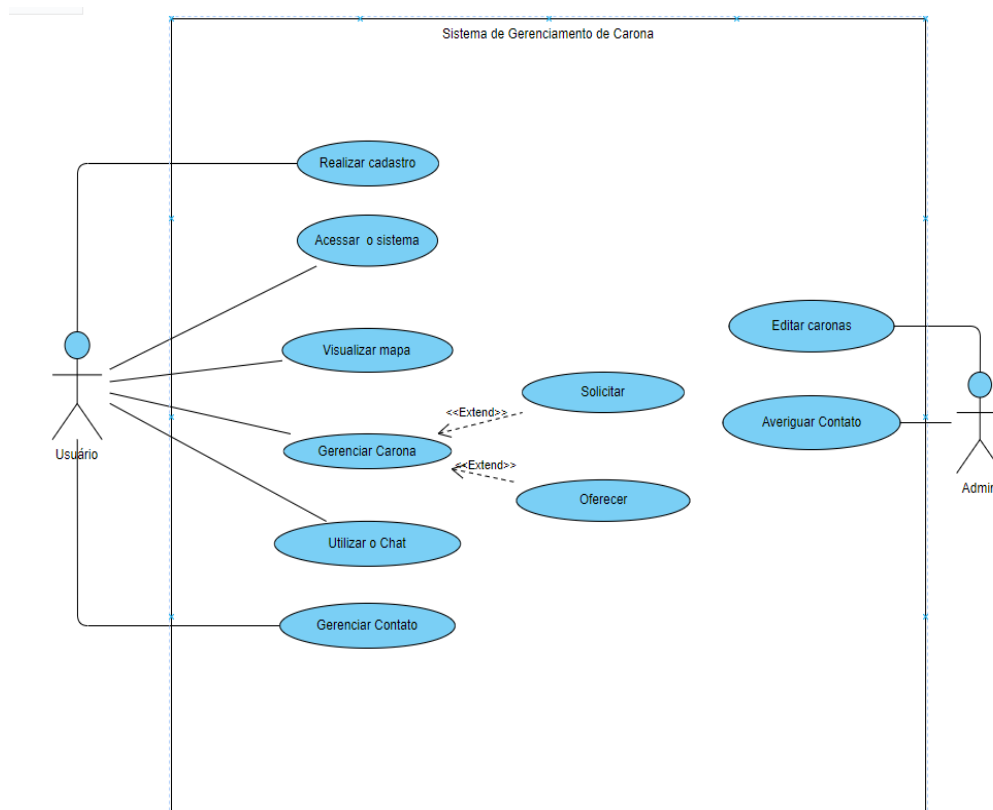 Sistema de Gerenciamento de Carona
Realizar cadastro
Acessar o sistema
Visualizar mapa
Editar caronas
Solicitar
<<Extend>>
Averiguar Contato
Gerenciar Carona
Usuário
<<Extend>>
Oferecer
Admin
Utilizar o Chat
Gerenciar Contato